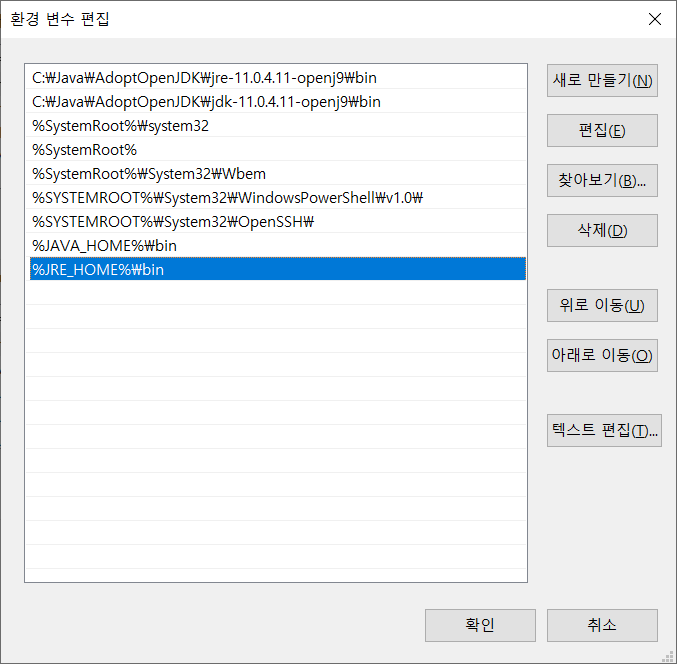 환경 변수 편집
C:₩Java₩AdoptOpenJDK₩jre-11.0.4.11-openj9₩bin
C:₩Java₩AdoptOpenJDK₩jdk-11.0.4.11-openj9₩bin
%SystemRoot%₩system32
%SystemRoot%
%SystemRoot%₩System32₩Wbem
%SYSTEMROOT%₩System32₩WindowsPowerShell₩v1.0₩
%SYSTEMROOT%₩System32₩OpenSSH₩
%JAVA_HOME%₩bin
%JRE_HOME%₩bin
새로 만들기(N)
편집(E)
찾아보기(B)...
삭제(D)
위로 이동(U)
아래로 이동(O)
텍스트 편집(T)...
확인
취소